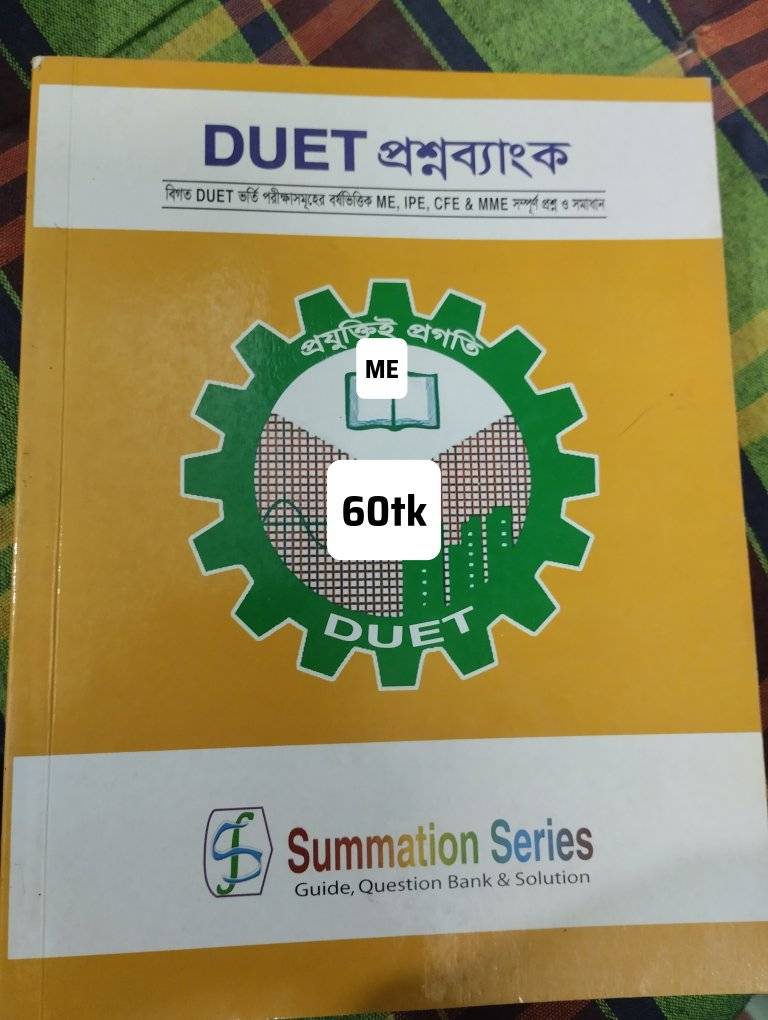 DUET প্রশ্নব্যাংক
বিগত DUET ভর্তি পরীক্ষাসমূহের বর্ষভিত্তিক ME, IPE, CFE & MME সম্পূর্ণ প্রশ্ন ও সমাধান
প্রযুক্তিই প্রগতি
ME
60tk
DUET
Summation Series
Guide, Question Bank & Solution